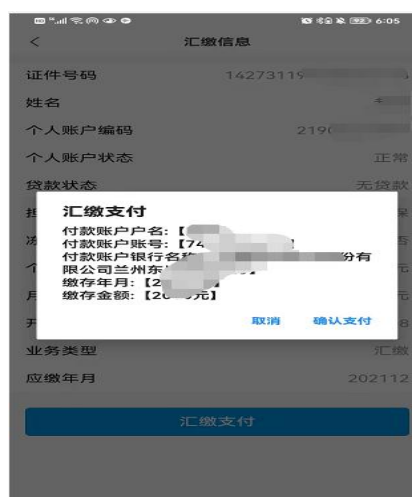 6:05
汇缴信息
证件号码 14273119
姓名
个人账户编码 2190
个人账户状态 正常
贷款状态 无贷款
汇缴支付
付款账户户名:【
付款账户账号:【74 】
付款账户银行名称 份有
限公司兰州东 】
缴存年月:【2 】
缴存金额:【20 元】
取消 确认支付
业务类型 汇缴
应缴年月 202112
汇缴支付